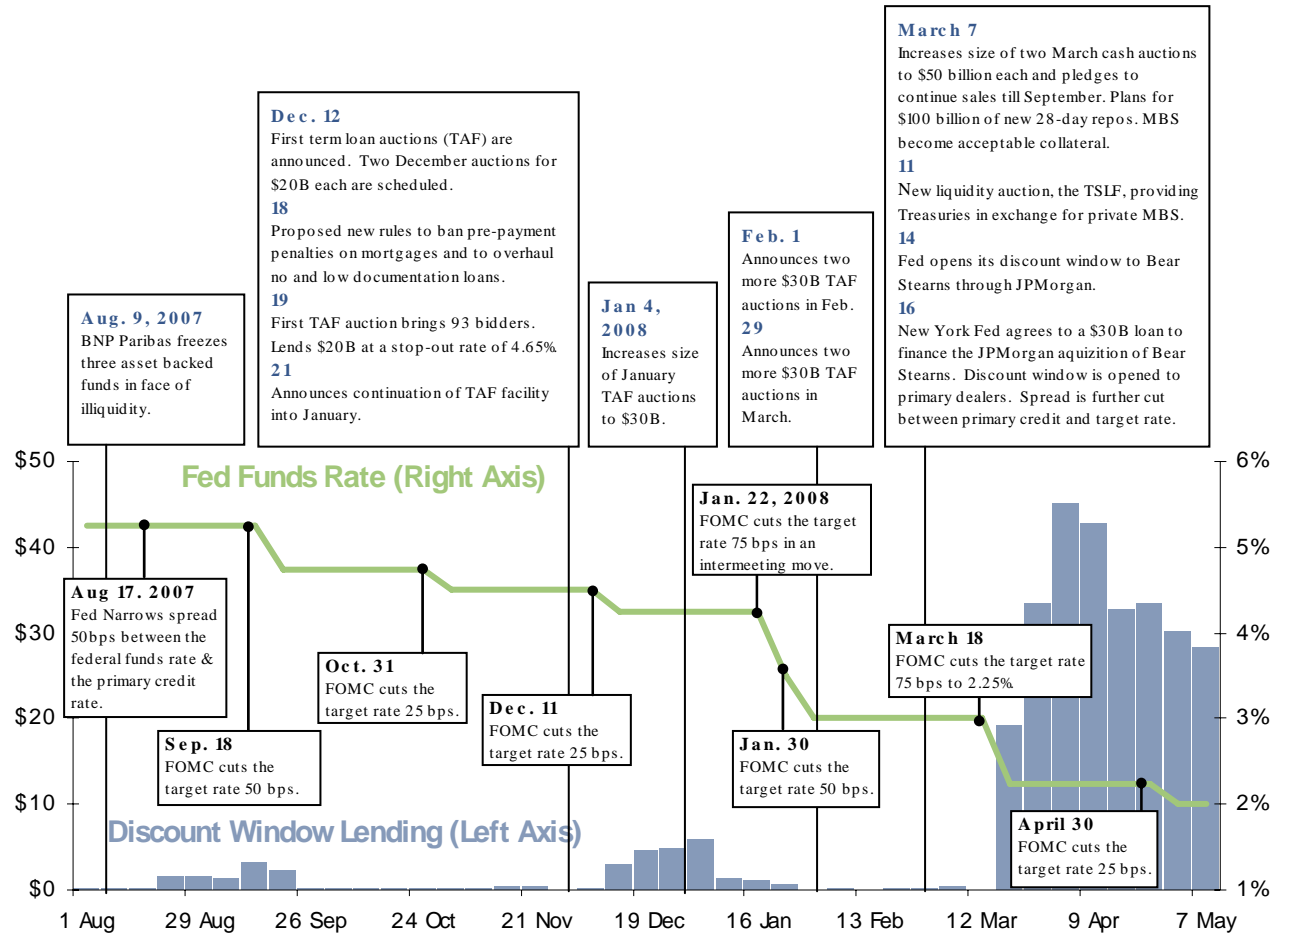 March 7
Increases size of two March cash auctions
to $50 billion each and pledges to
continue sales till September. Plans for
$100 billion of new 28-day repos. MBS
become acceptable collateral.
11
New liquidity auction, the TSLF, providing
Treasuries in exchange for private MBS.
14
Fed opens its discount window to Bear
Stearns through JPMorgan.
16
New York Fed agrees to a $30B loan to
finance the JPMorgan aquizition of Bear
Stearns. Discount window is opened to
primary dealers. Spread is further cut
between primary credit and target rate.
Dec. 12
First term loan auctions (TAF) are
announced. Two December auctions for
$20B each are scheduled.
18
Proposed new rules to ban pre-payment
penalties on mortgages and to overhaul
no and low documentation loans.
19
First TAF auction brings 93 bidders.
Lends $20B at a stop-out rate of 4.65%.
21
Announces continuation of TAF facility
into January.
Feb. 1
Announces two
more $30B TAF
auctions in Feb.
29
Announces two
more $30B TAF
auctions in
March.
Jan 4,
2008
Increases size
of January
TAF auctions
to $30B.
Aug. 9, 2007
BNP Paribas freezes
three asset backed
funds in face of
illiquidity.
$50
$40
$30
$20
$10
$0
Fed Funds Rate (Right Axis)
6%
5%
4%
3%
2%
1%
Jan. 22, 2008
FOMC cuts the target
rate 75 bps in an
intermeeting move.
Aug 17. 2007
Fed Narrows spread
50bps between the
federal funds rate &
the primary credit
rate.
March 18
FOMC cuts the target rate
75 bps to 2.25%.
Oct. 31
FOMC cuts the
target rate 25 bps.
Dec. 11
FOMC cuts the
target rate 25 bps.
Sep. 18
FOMC cuts the
target rate 50 bps.
Jan. 30
FOMC cuts the
target rate 50 bps.
April 30
FOMC cuts the
target rate 25 bps.
Discount Window Lending (Left Axis)
1 Aug
29 Aug
26 Sep
24 Oct
21 Nov
19 Dec
16 Jan
13 Feb
12 Mar
9 Apr
7 May